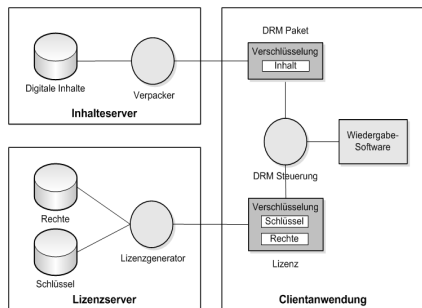 Digitale Inhalte
Verpacker
Inhalteserver
Rechte
Schlüssel
Lizenzgenerator
Lizenzserver
DRM Paket
Verschlüsselung
Inhalt
DRM Steuerung
Wiedergabe-
Software
Verschlüsselung
Schlüssel
Rechte
Lizenz
Clientanwendung